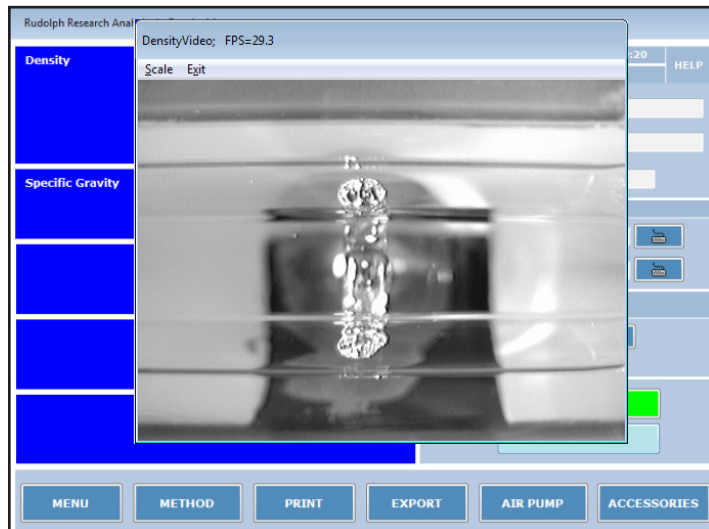 Rudolph Research Anal
DensityVideo; FPS=29.3
Scale Exit
Density
:20
HELP
Specific Gravity
MENU
METHOD
PRINT
EXPORT
AIR PUMP
ACCESSORIES